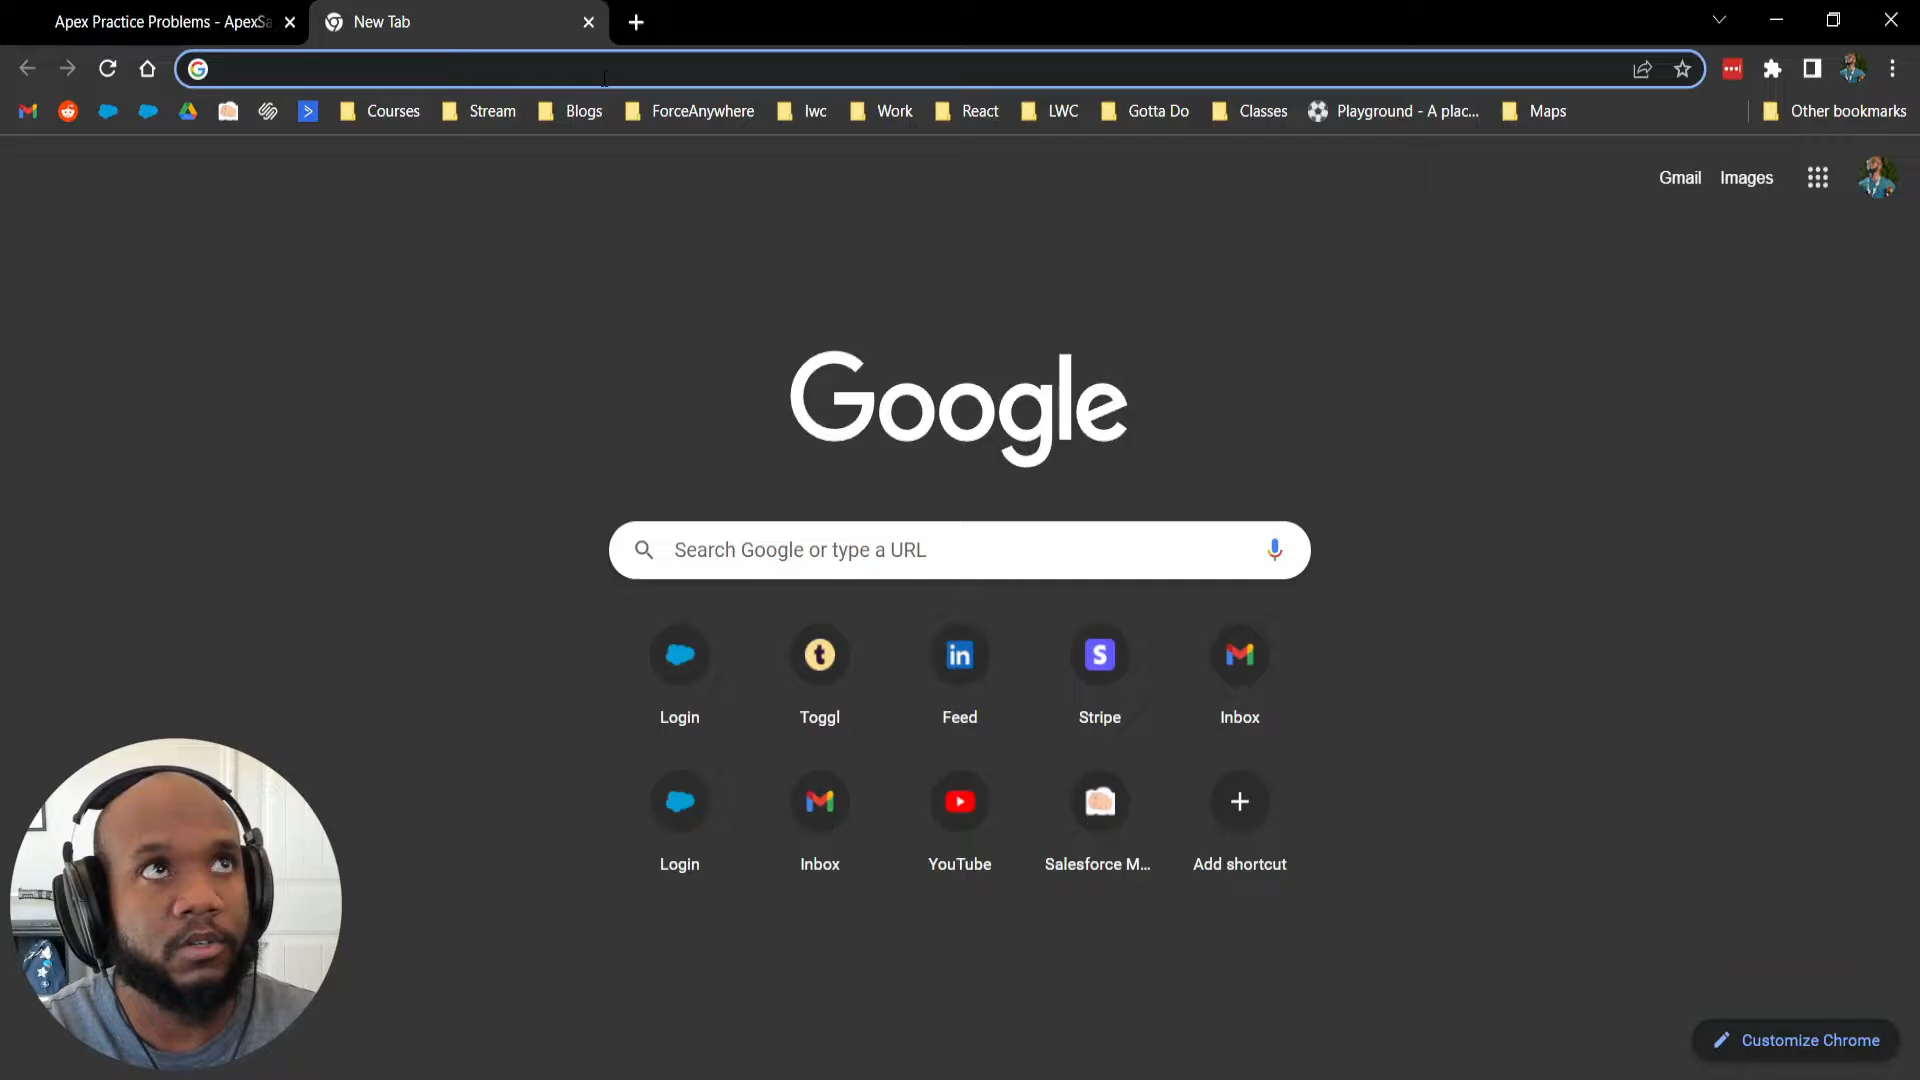 Apex Practice Problems - ApexSa
New Tab
Courses
Stream
Blogs
ForceAnywhere
lwc
Work
React
LWC
Gotta Do
Classes
Playground - A plac...
Maps
Other bookmarks
Gmail
Images
Google
Search Google or type a URL
Login
Toggl
Feed
Stripe
Inbox
Login
Inbox
YouTube
Salesforce M...
Add shortcut
Customize Chrome